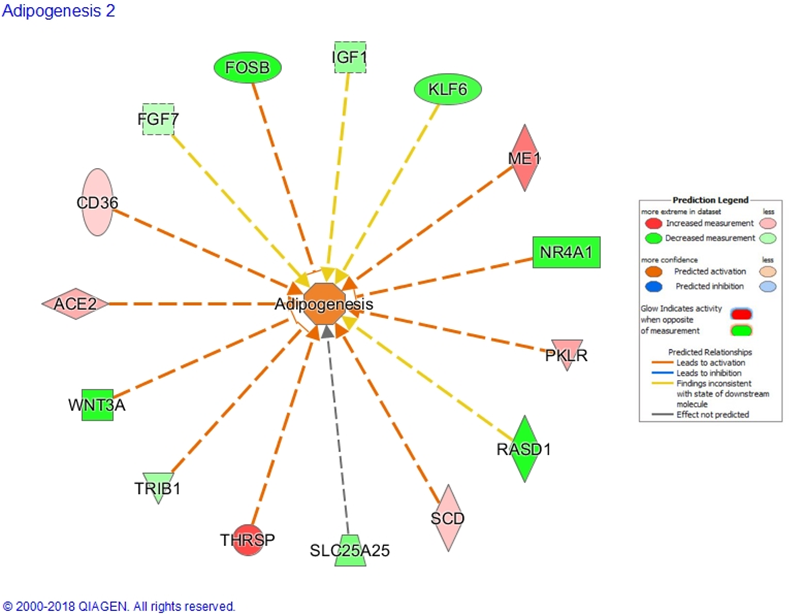 Adipogenesis 2
FOSB
IGF1
KLF6
FGF7
ME1
CD36
NR4A1
ACE2
Adipogenesis
PKLR
WNT3A
RASD1
TRIB1
SCD
THRSP
SLC25A25
Prediction Legend
more extreme in dataset less
Increased measurement
Decreased measurement
more confidence less
Predicted activation
Predicted inhibition
Glow Indicates activity
when opposite
of measurement
Predicted Relationships
Leads to activation
Leads to inhibition
Findings inconsistent
with state of downstream
molecule
Effect not predicted
© 2000-2018 QIAGEN. All rights reserved.